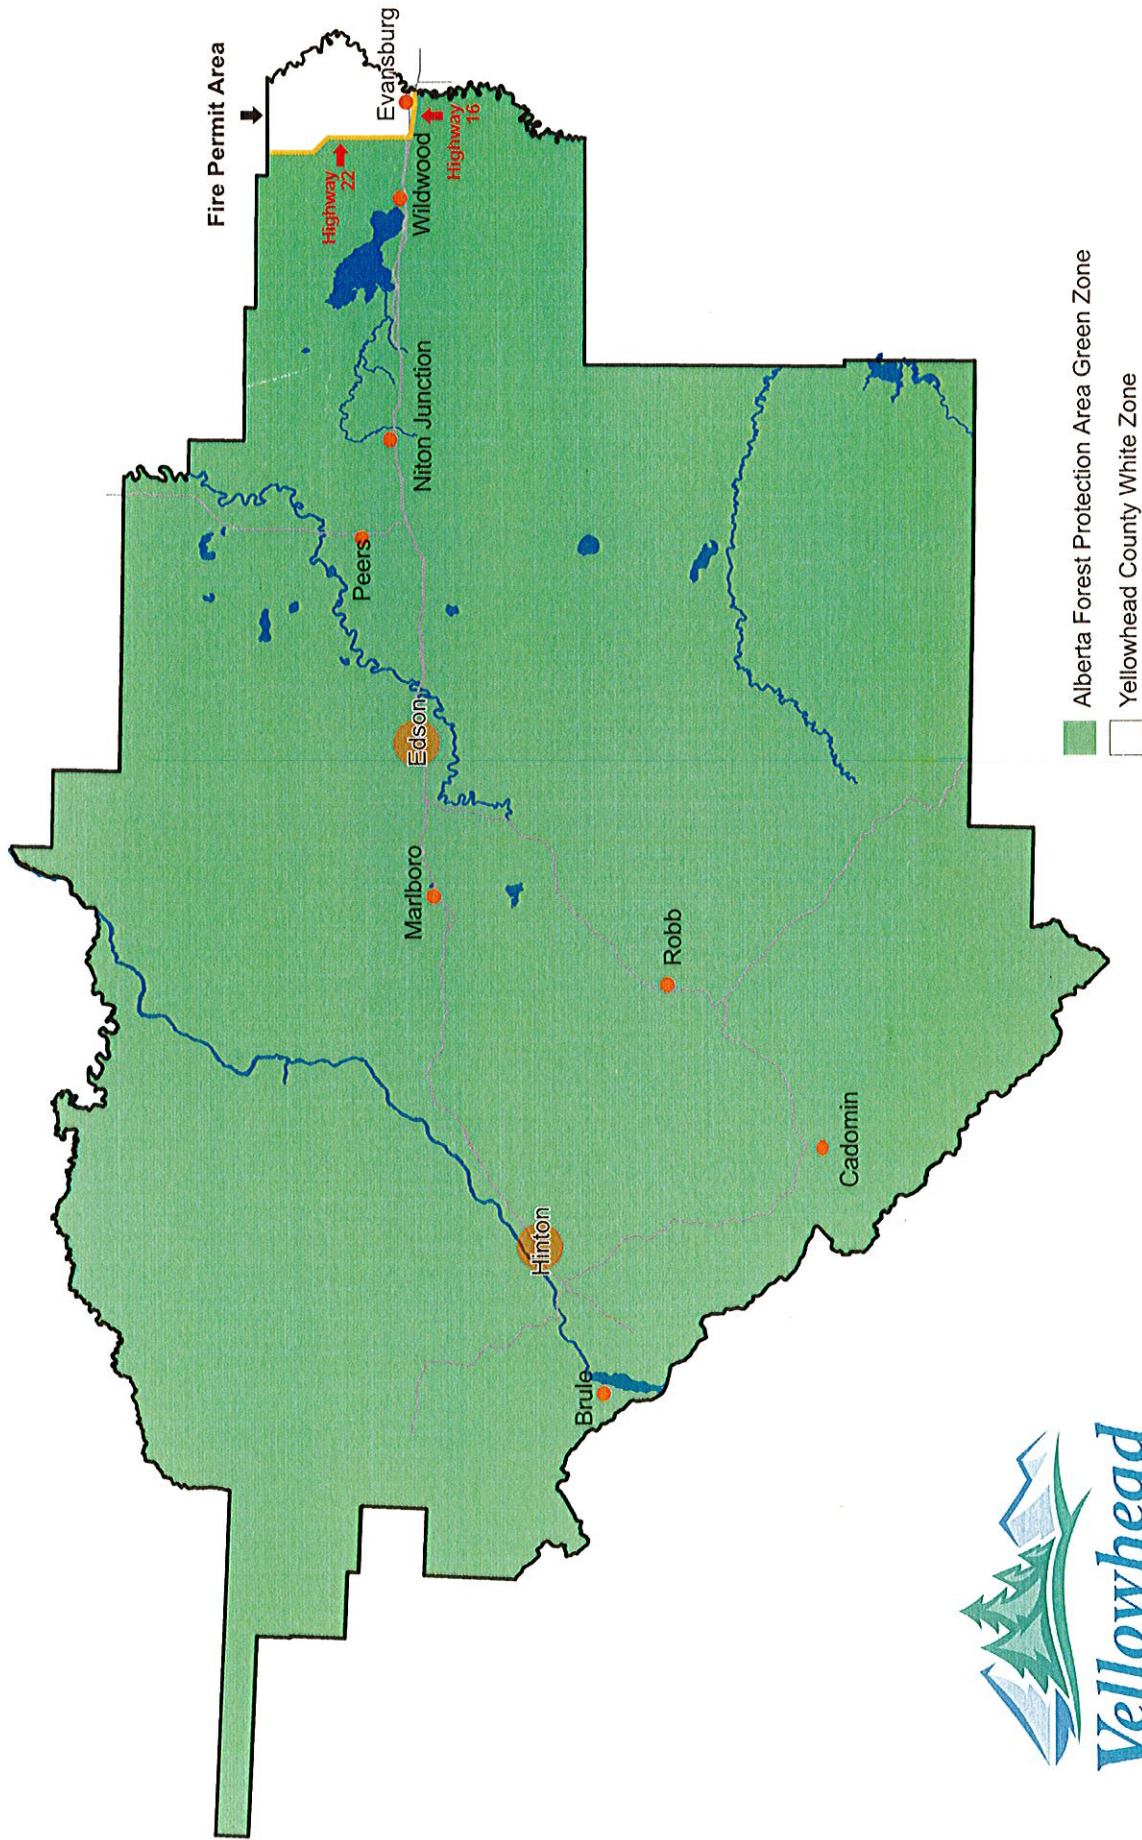 Fire Permit Area
Evansburg
Highway
22
Highway
16
Wildwood
Niton Junction
Peers
Edson
Marlboro
Robb
Hinton
Cadomin
Brule
Alberta Forest Protection Area Green Zone
Yellowhead County White Zone
Yellowhead